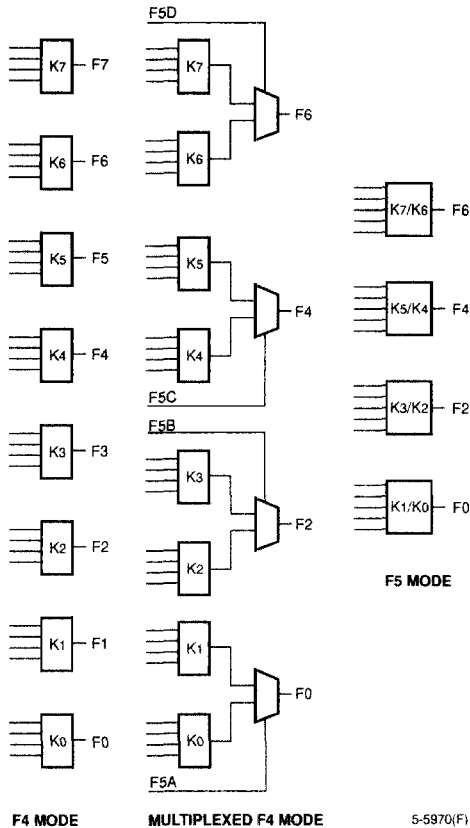 F5D
K7 F7
K7
F6
K6 F6
K6
K7/K6 F6
K5 F5
K5
F4
K5/K4 F4
K4 F4
K4
F5C
K3/K2 F2
F5B
K3 F3
K3
F2
K1/K0 F0
K2 F2
K2
F5 MODE
K1 F1
K1
F0
K0 F0
K0
F5A
F4 MODE
MULTIPLEXED F4 MODE
5-5970(F)